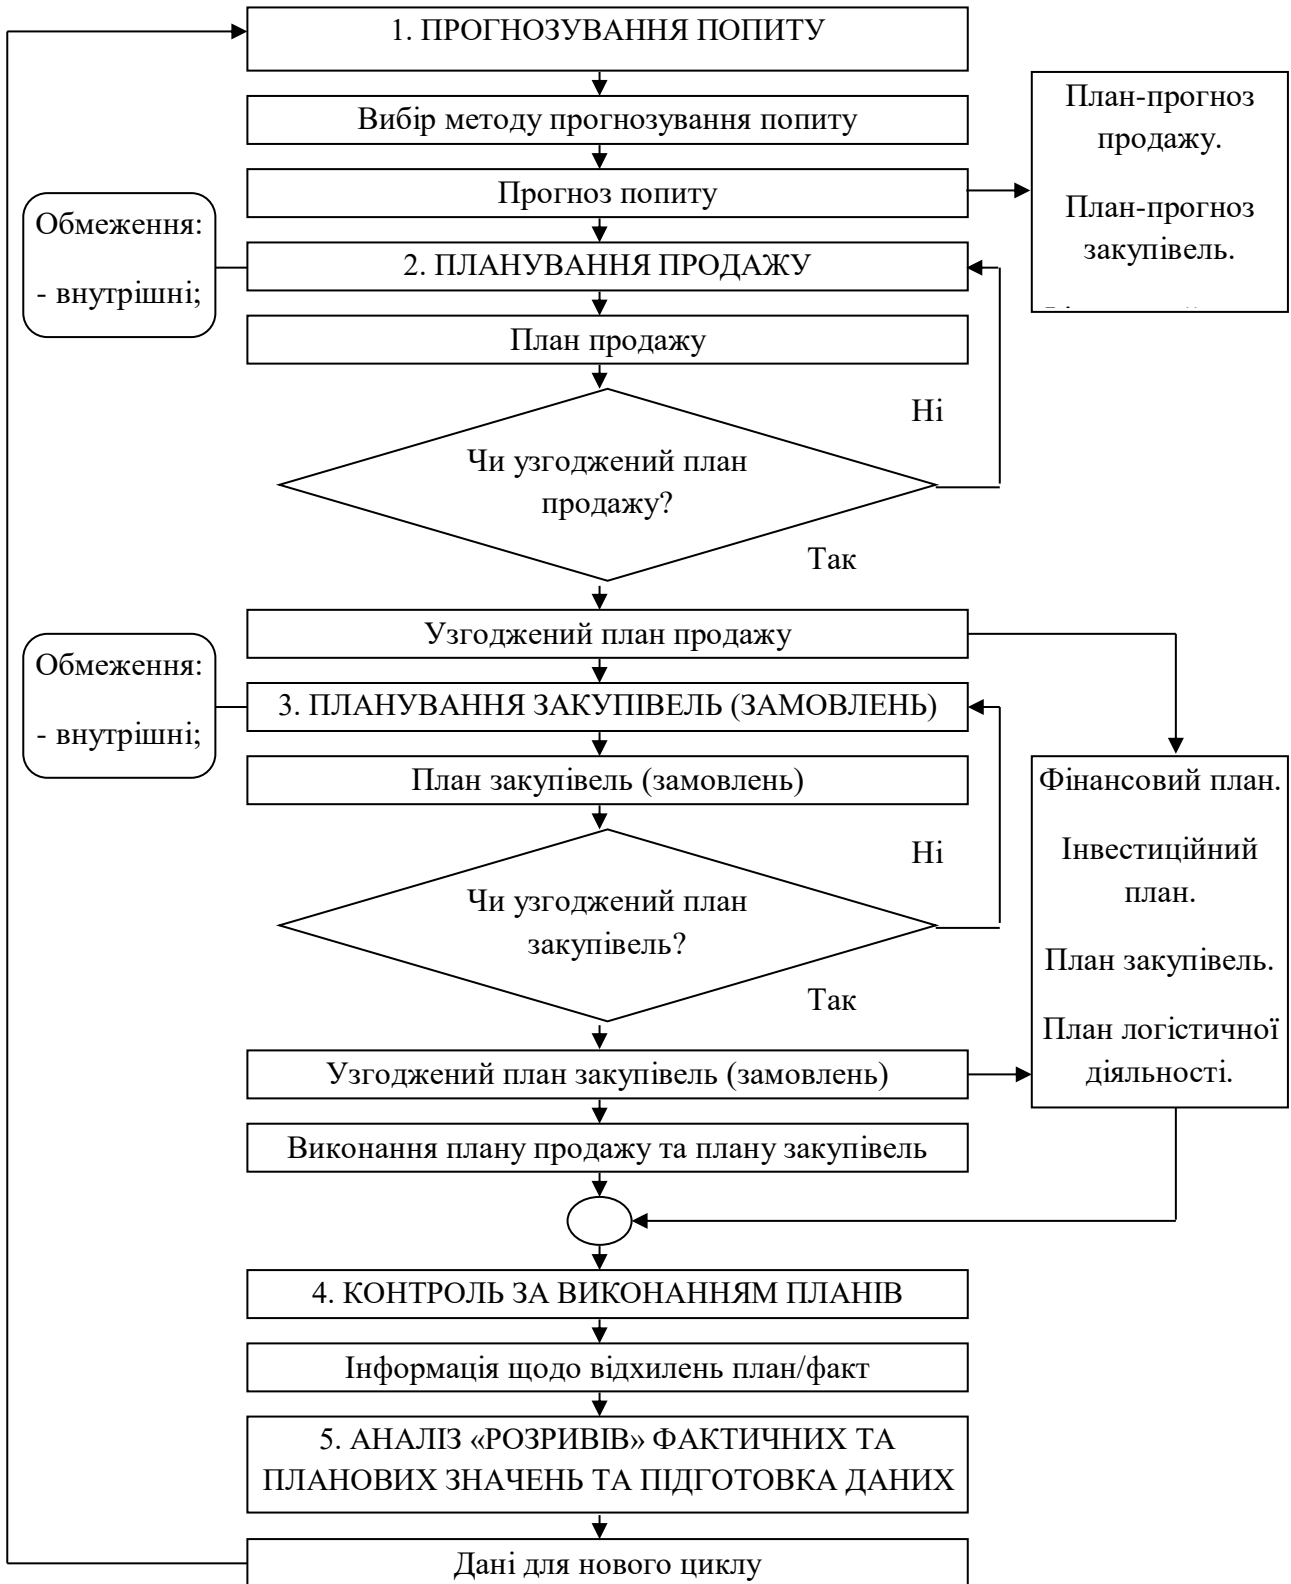 1. ПРОГНОЗУВАННЯ ПОПИТУ
Вибір методу прогнозування попиту
Прогноз попиту
План-прогноз
продажу.
План-прогноз
закупівель.
Обмеження:
- внутрішні;
2. ПЛАНУВАННЯ ПРОДАЖУ
План продажу
Ні
Чи узгоджений план
продажу?
Так
Узгоджений план продажу
Обмеження:
- внутрішні;
3. ПЛАНУВАННЯ ЗАКУПІВЕЛЬ (ЗАМОВЛЕНЬ)
План закупівель (замовлень)
Ні
Чи узгоджений план
закупівель?
Так
Фінансовий план.
Інвестиційний
план.
План закупівель.
План логістичної
діяльності.
Узгоджений план закупівель (замовлень)
Виконання плану продажу та плану закупівель
4. КОНТРОЛЬ ЗА ВИКОНАННЯМ ПЛАНІВ
Інформація щодо відхилень план/факт
5. АНАЛІЗ «РОЗРИВІВ» ФАКТИЧНИХ ТА
ПЛАНОВИХ ЗНАЧЕНЬ ТА ПІДГОТОВКА ДАНИХ
Дані для нового циклу